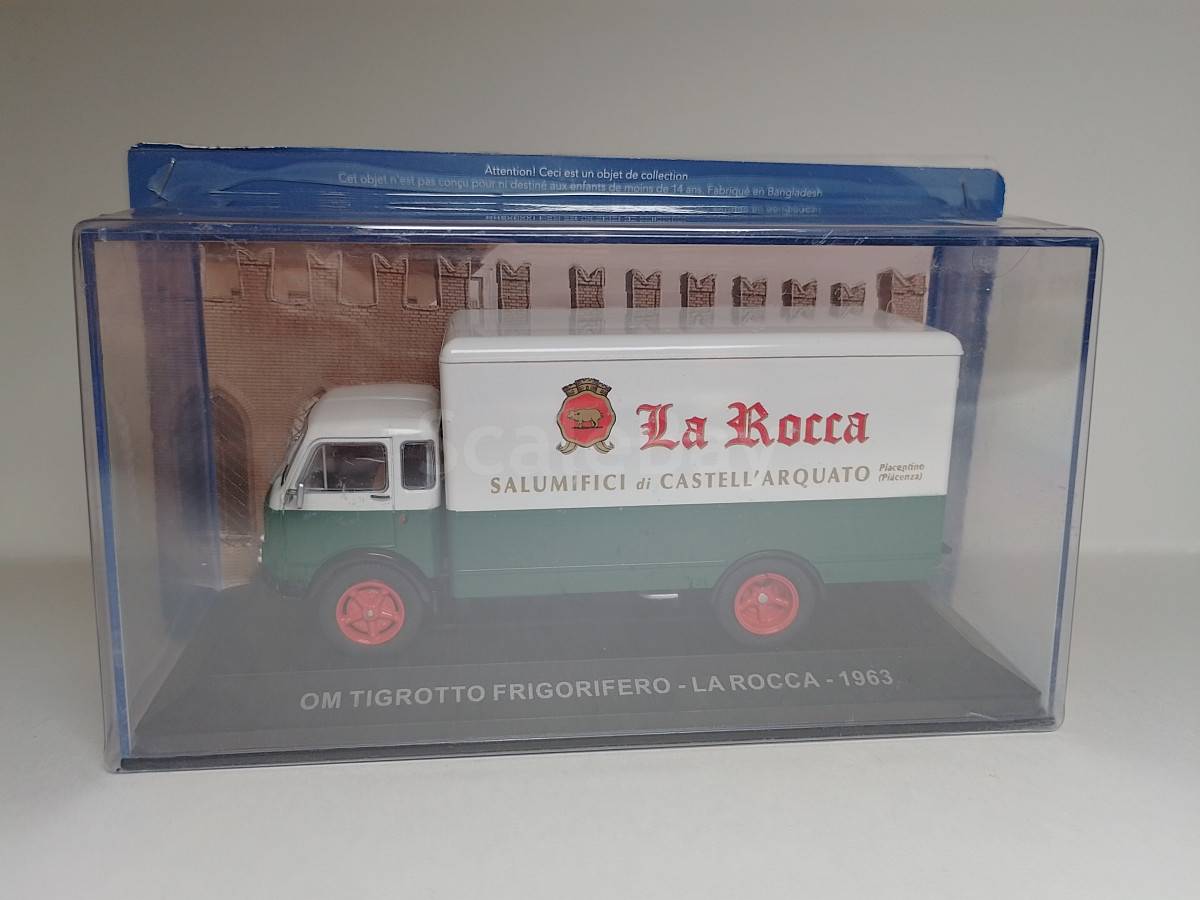 Attention! Ceci est un objet de collection
Cet objet n'est pas conçu pour ni destiné aux enfants de moins de 14 ans. Fabriqué en Bangladesh
La Rocca
SALUMIFICI di CASTELL'ARQUATO Piacentino
(Piacenza)
Scalebay
OM TIGROTTO FRIGORIFERO - LA ROCCA - 1963